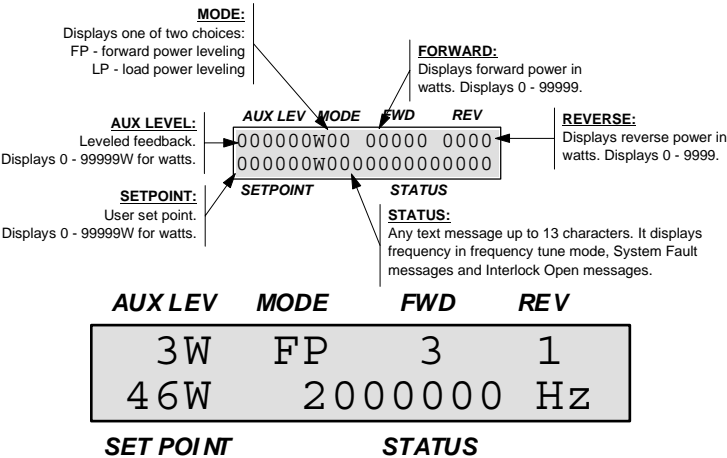 MODE:
Displays one of two choices:
FP - forward power leveling
LP - load power leveling
FORWARD:
Displays forward power in
watts. Displays 0 - 99999.
AUX LEVEL:
Leveled feedback.
Displays 0 - 99999W for watts.
AUX LEV MODE FWD REV
000000W00 00000 0000
000000W0000000000000
SETPOINT STATUS
REVERSE:
Displays reverse power in
watts. Displays 0 - 9999.
SETPOINT:
User set point.
Displays 0 - 99999W for watts.
STATUS:
Any text message up to 13 characters. It displays
frequency in frequency tune mode, System Fault
messages and Interlock Open messages.
AUX LEV MODE FWD REV
3W FP 3 1
46W 2000000 Hz
SET POINT STATUS